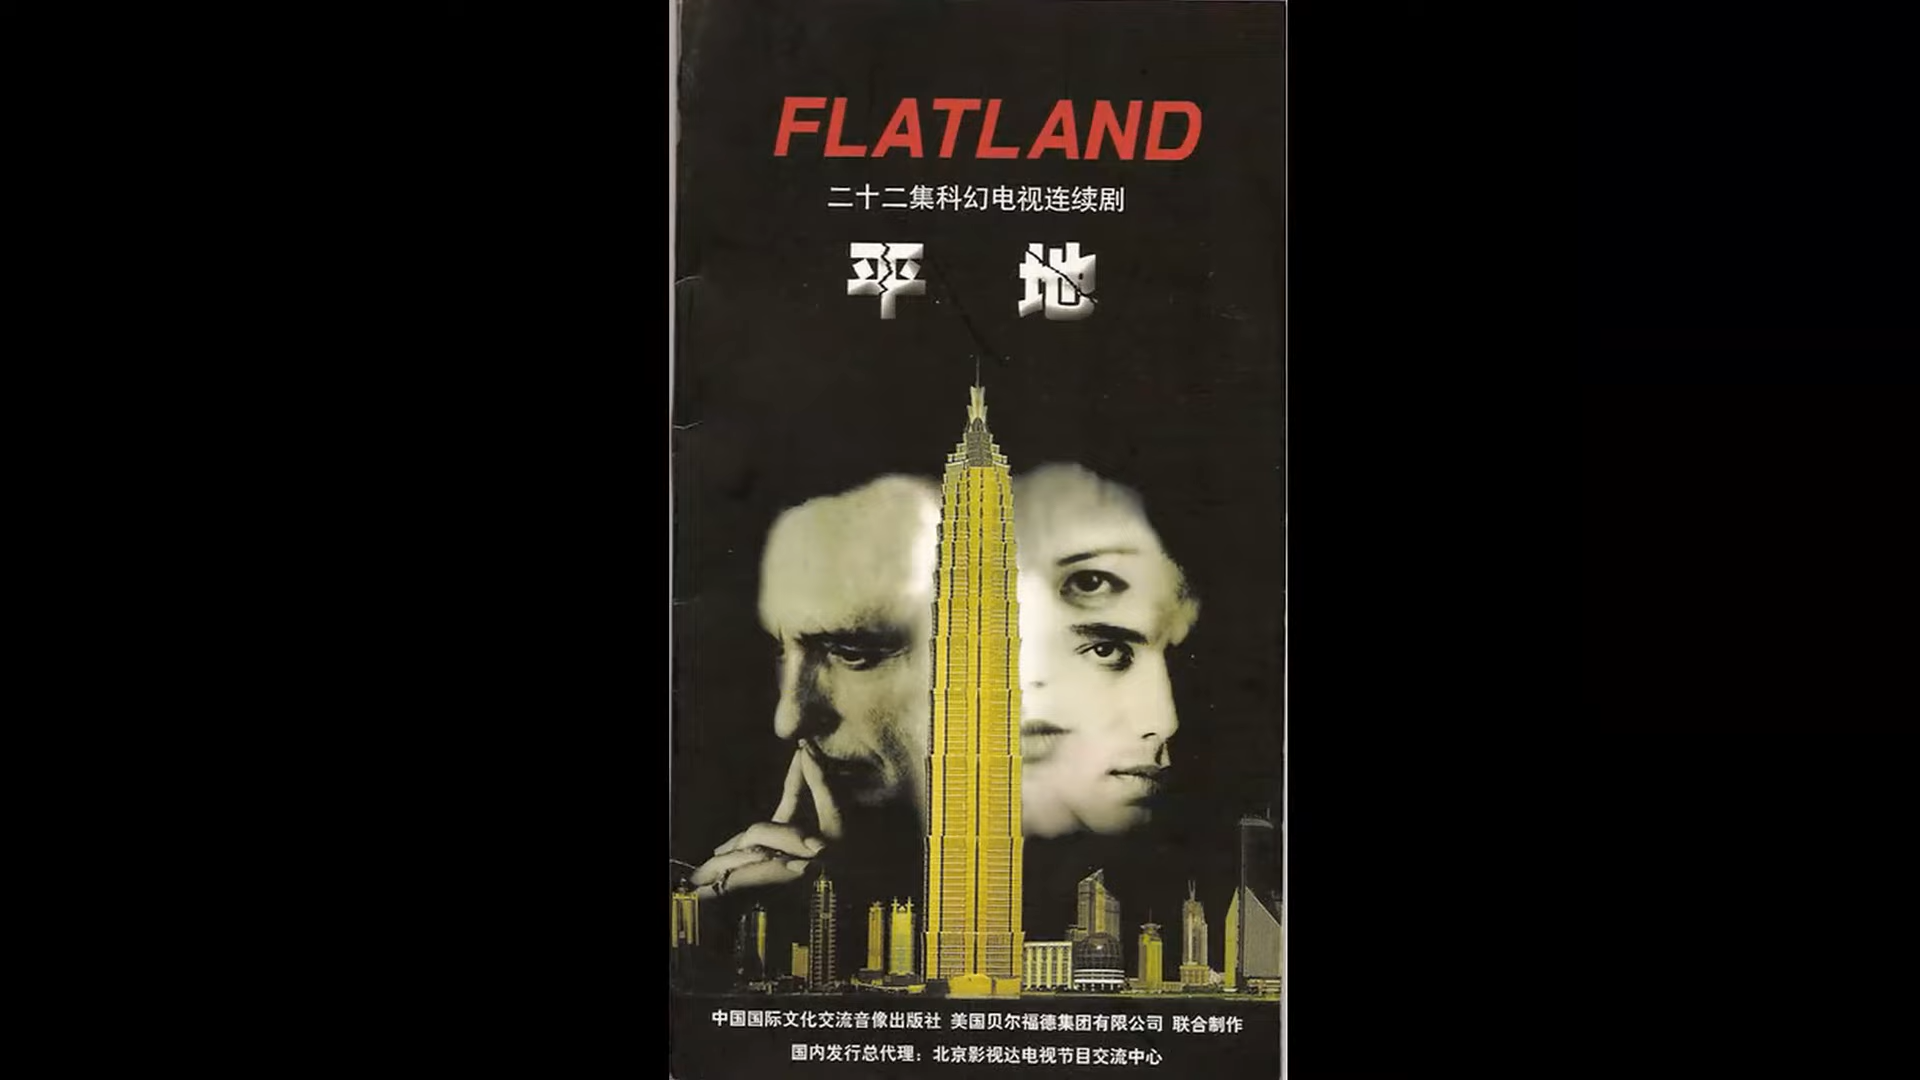 FLATLAND
二十二集科幻电视连续剧
平 地
中国国际文化交流音像出版社 美国贝尔福德集团有限公司 联合制作
国内发行总代理：北京影视达电视节目交流中心